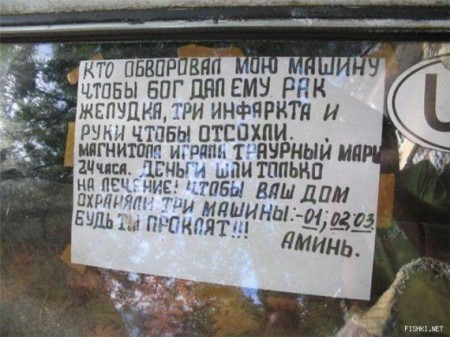 КТО ОБВОРОВАЛ МОЮ МАШИНУ
ЧТОБЫ БОГ ДАЛ ЕМУ РАК
ЖЕЛУДКА, ТРИ ИНФАРКТА И
РУКИ ЧТОБЫ ОТСОХЛИ.
МАГНИТОЛА ИГРАЛА ТРАУРНЫЙ МАРШ
24 ЧАСА. ДЕНЬГИ ШЛИ ТОЛЬКО
НА ЛЕЧЕНИЕ! ЧТОБЫ ВАШ ДОМ
ОХРАНЯЛИ ТРИ МАШИНЫ:-01, 02, 03.
БУДЬ ТЫ ПРОКЛЯТ!!!
АМИНЬ.
U
FISHKI.NET